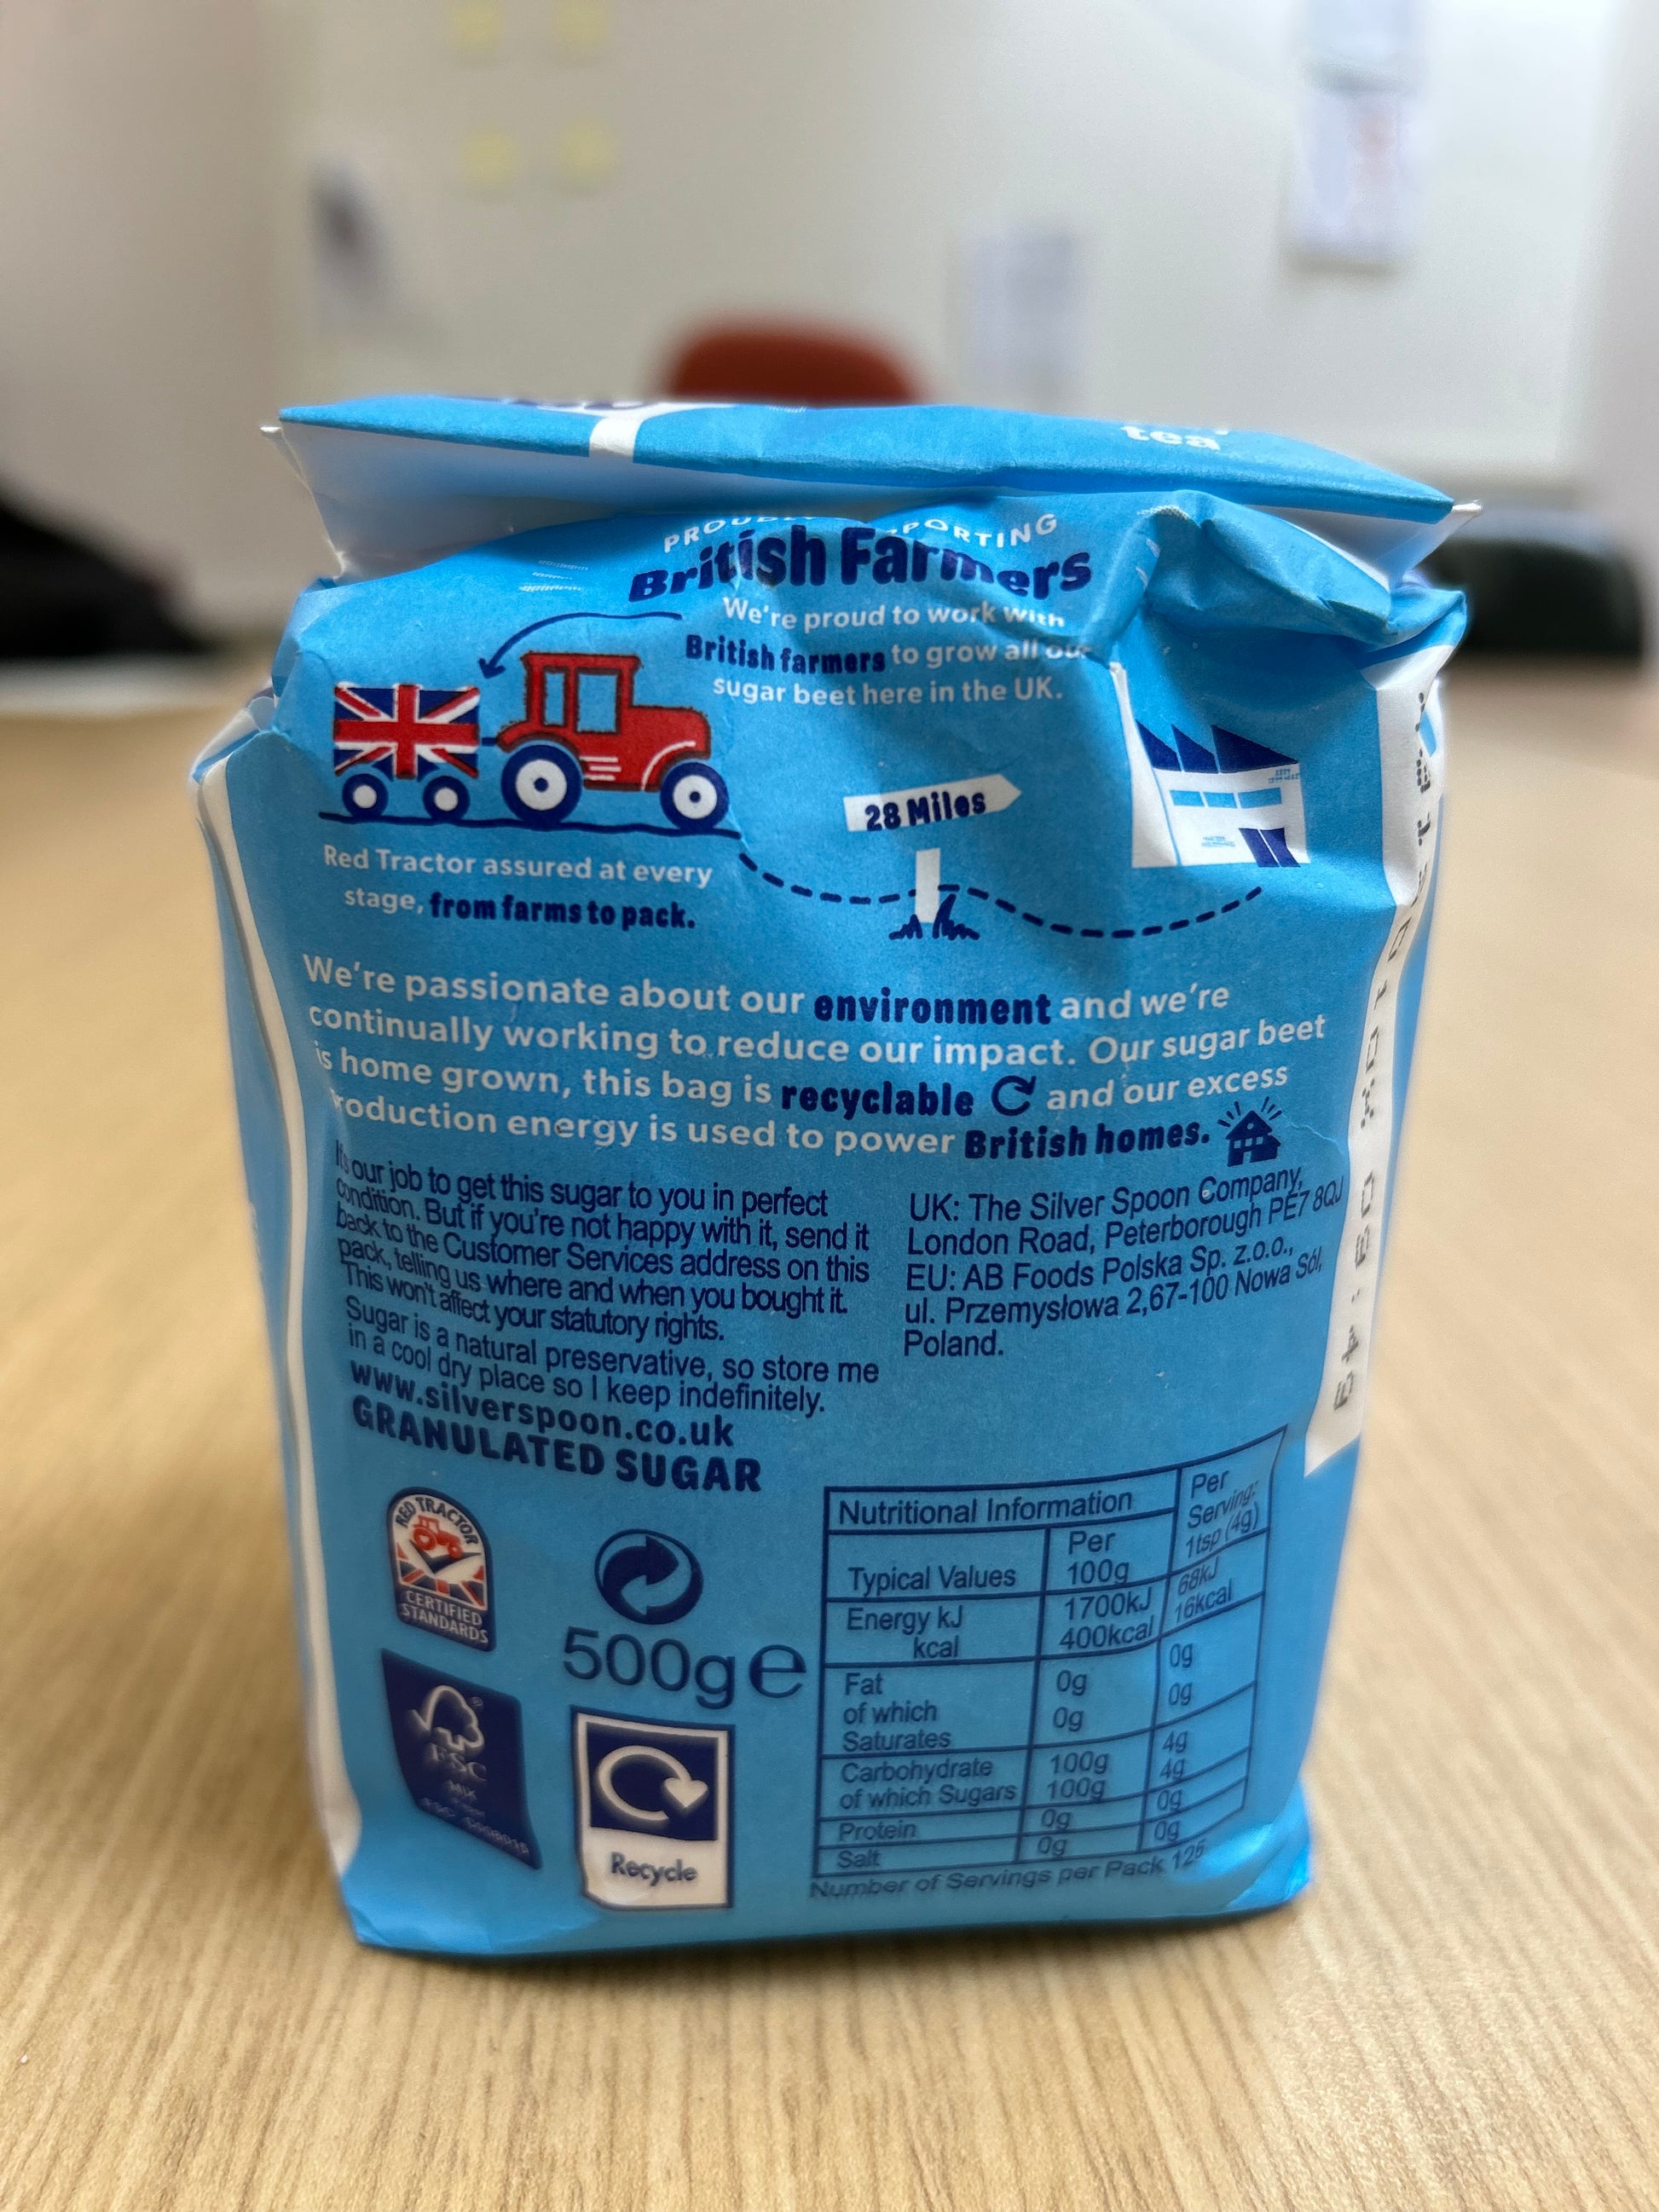 tea
PROUDLY SUPPORTING
British Farmers
We're proud to work with
British farmers to grow all our
sugar beet here in the UK.
28 Miles
Red Tractor assured at every
stage, from farms to pack.
We're passionate about our environment and we're
continually working to reduce our impact. Our sugar beet
is home grown, this bag is recyclable and our excess
roduction energy is used to power British homes.
It's our job to get this sugar to you in perfect
condition. But if you're not happy with it, send it
back to the Customer Services address on this
pack, telling us where and when you bought it.
This won't affect your statutory rights.
Sugar is a natural preservative, so store me
in a cool dry place so I keep indefinitely.
www.silverspoon.co.uk
GRANULATED SUGAR
UK: The Silver Spoon Company,
London Road, Peterborough PE7 8QJ
EU: AB Foods Polska Sp. z.o.o.,
ul. Przemysłowa 2,67-100 Nowa Sól,
Poland.
RED TRACTOR
CERTIFIED
STANDARDS
500g e
FSC
MIX
Recycle
Nutritional Information
Per
Serving:
1tsp (4g)
Typical Values
Per
100g
Energy kJ 1700kJ 68kJ
kcal 400kcal 16kcal
Fat 0g 0g
of which
Saturates 0g 0g
Carbohydrate 100g 4g
of which Sugars 100g 4g
Protein 0g 0g
Salt 0g 0g
Number of Servings per Pack 125